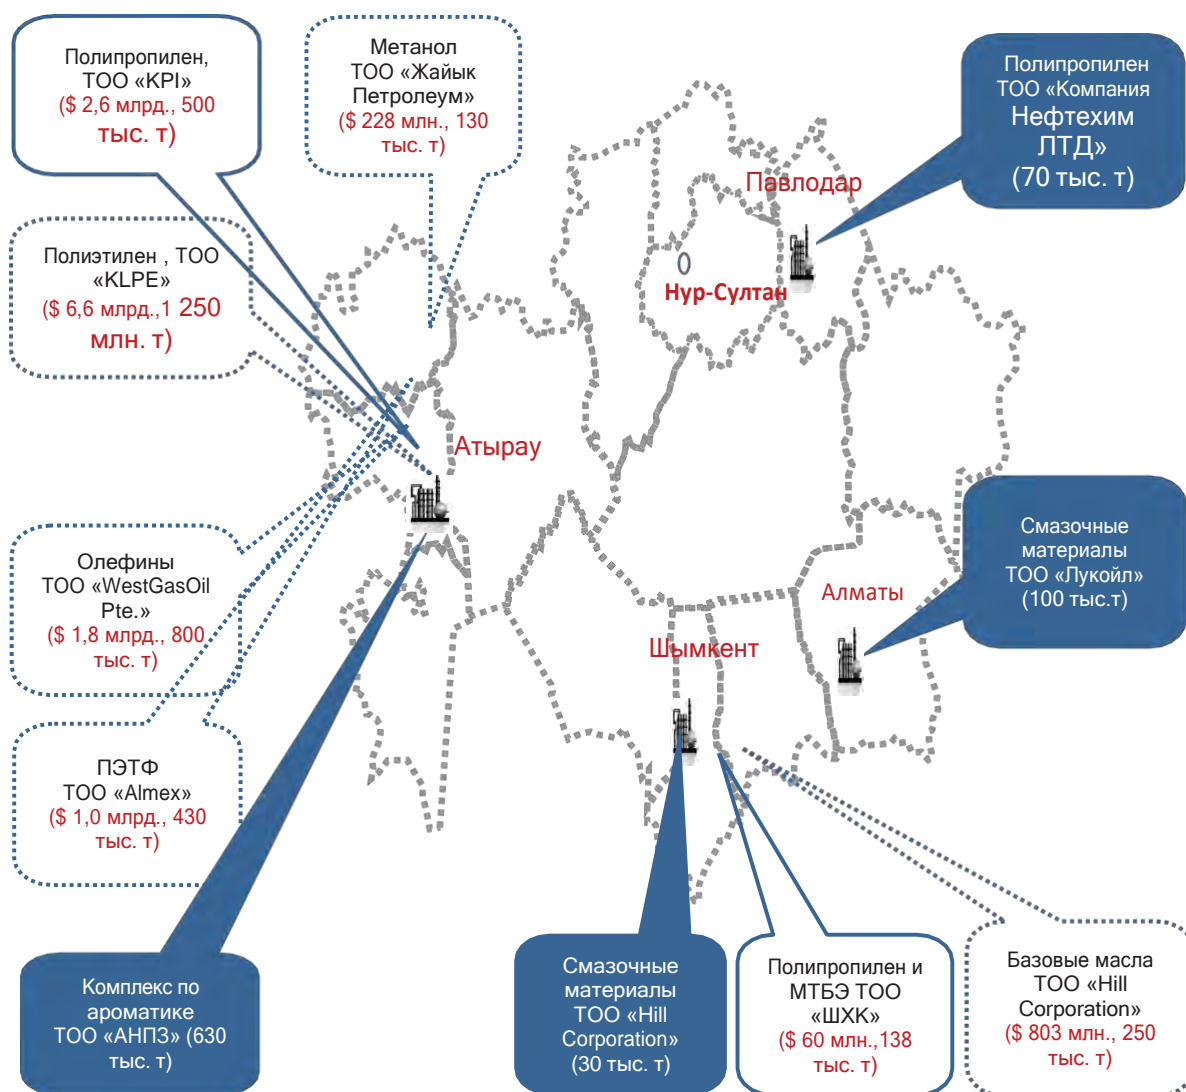 Полипропилен,
ТОО «KPI»
($ 2,6 млрд., 500
тыс. т)
Метанол
ТОО «Жайык
Петролеум»
($ 228 млн., 130
тыс. т)
Полипропилен
ТОО «Компания
Нефтехим
ЛТД»
(70 тыс. т)
Павлодар
Полиэтилен , ТОО
«KLPE»
($ 6,6 млрд.,1 250
млн. т)
Нур-Султан
Атырау
Олефины
ТОО «WestGasOil
Pte.»
($ 1,8 млрд., 800
тыс. т)
Смазочные
материалы
ТОО «Лукойл»
(100 тыс.т)
Алматы
Шымкент
ПЭТФ
ТОО «Almex»
($ 1,0 млрд., 430
тыс. т)
Комплекс по
ароматике
ТОО «АНПЗ» (630
тыс. т)
Смазочные
материалы
ТОО «Hill
Corporation»
(30 тыс. т)
Полипропилен и
МТБЭ ТОО
«ШХК»
($ 60 млн.,138
тыс. т)
Базовые масла
ТОО «Hill
Corporation»
($ 803 млн., 250
тыс. т)